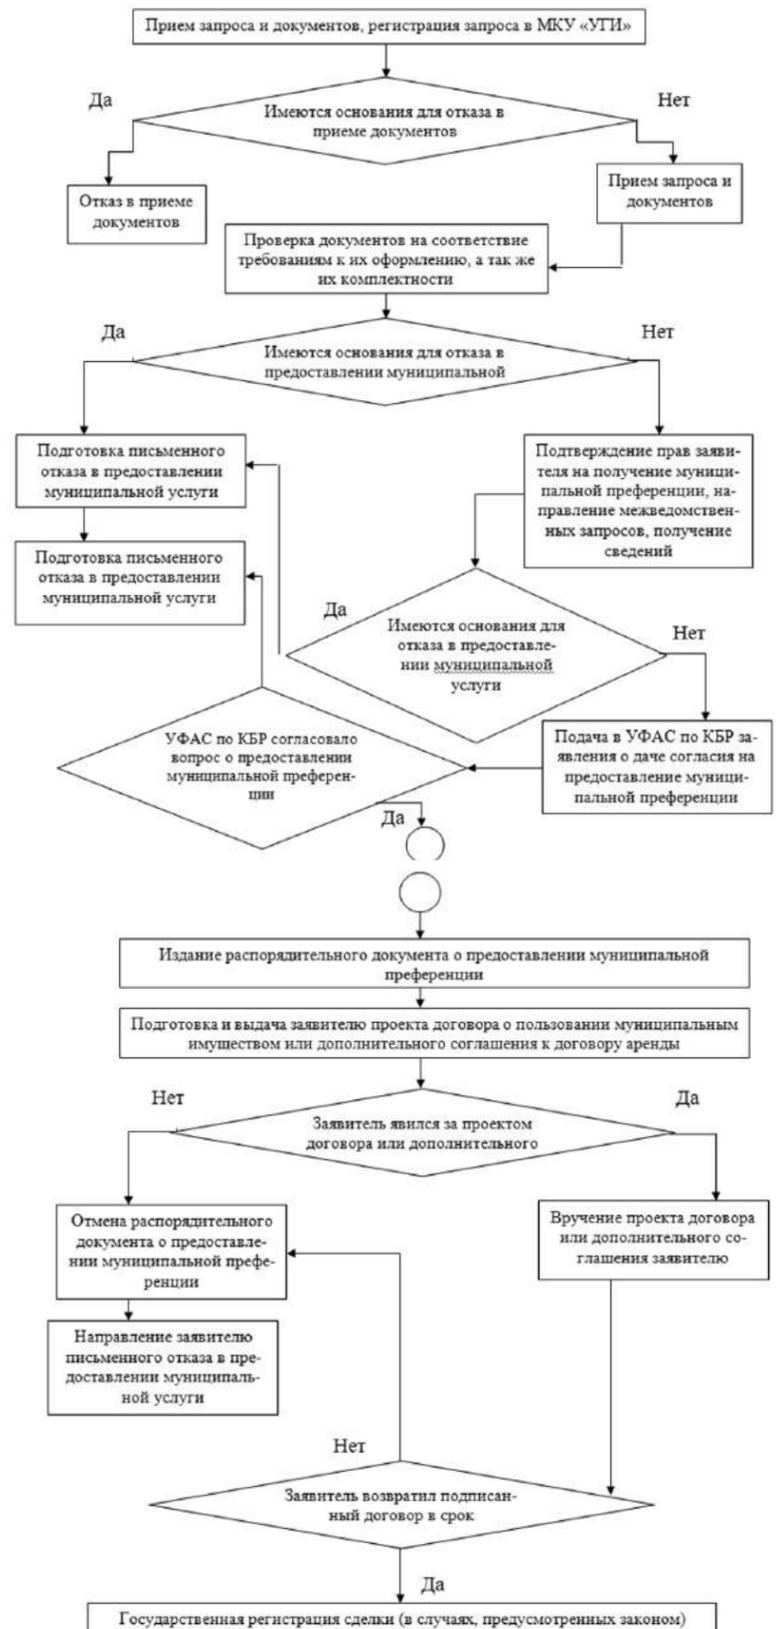 Прием запроса и документов, регистрация запроса в МКУ «УГИ»
Да
Нет
Имеются основания для отказа в
приеме документов
Отказ в приеме
документов
Прием запроса и
документов
Проверка документов на соответствие
требованиям к их оформлению, а так же
их комплектности
Да
Нет
Имеются основания для отказа в
предоставлении муниципальной
Подготовка письменного
отказа в предоставлении
муниципальной услуги
Подтверждение прав заяви-
теля на получение муници-
пальной преференции, на-
правление межведомствен-
ных запросов, получение
сведений
Подготовка письменного
отказа в предоставлении
муниципальной услуги
Да
Имеются основания для
отказа в предоставле-
нии муниципальной
услуги
Нет
УФАС по КБР согласовало
вопрос о предоставлении
муниципальной преферен-
ции
Подача в УФАС по КБР за-
явления о даче согласия на
предоставление муници-
пальной преференции
Да
Издание распорядительного документа о предоставлении муниципальной
преференции
Подготовка и выдача заявителю проекта договора о пользовании муниципальным
имуществом или дополнительного соглашения к договору аренды
Нет
Да
Заявитель явился за проектом
договора или дополнительного
Отмена распорядительного
документа о предоставле-
нии муниципальной префе-
ренции
Вручение проекта договора
или дополнительного со-
глашения заявителю
Направление заявителю
письменного отказа в пре-
доставлении муниципаль-
ной услуги
Нет
Заявитель возвратил подписан-
ный договор в срок
Да
Государственная регистрация сделки (в случаях, предусмотренных законом)